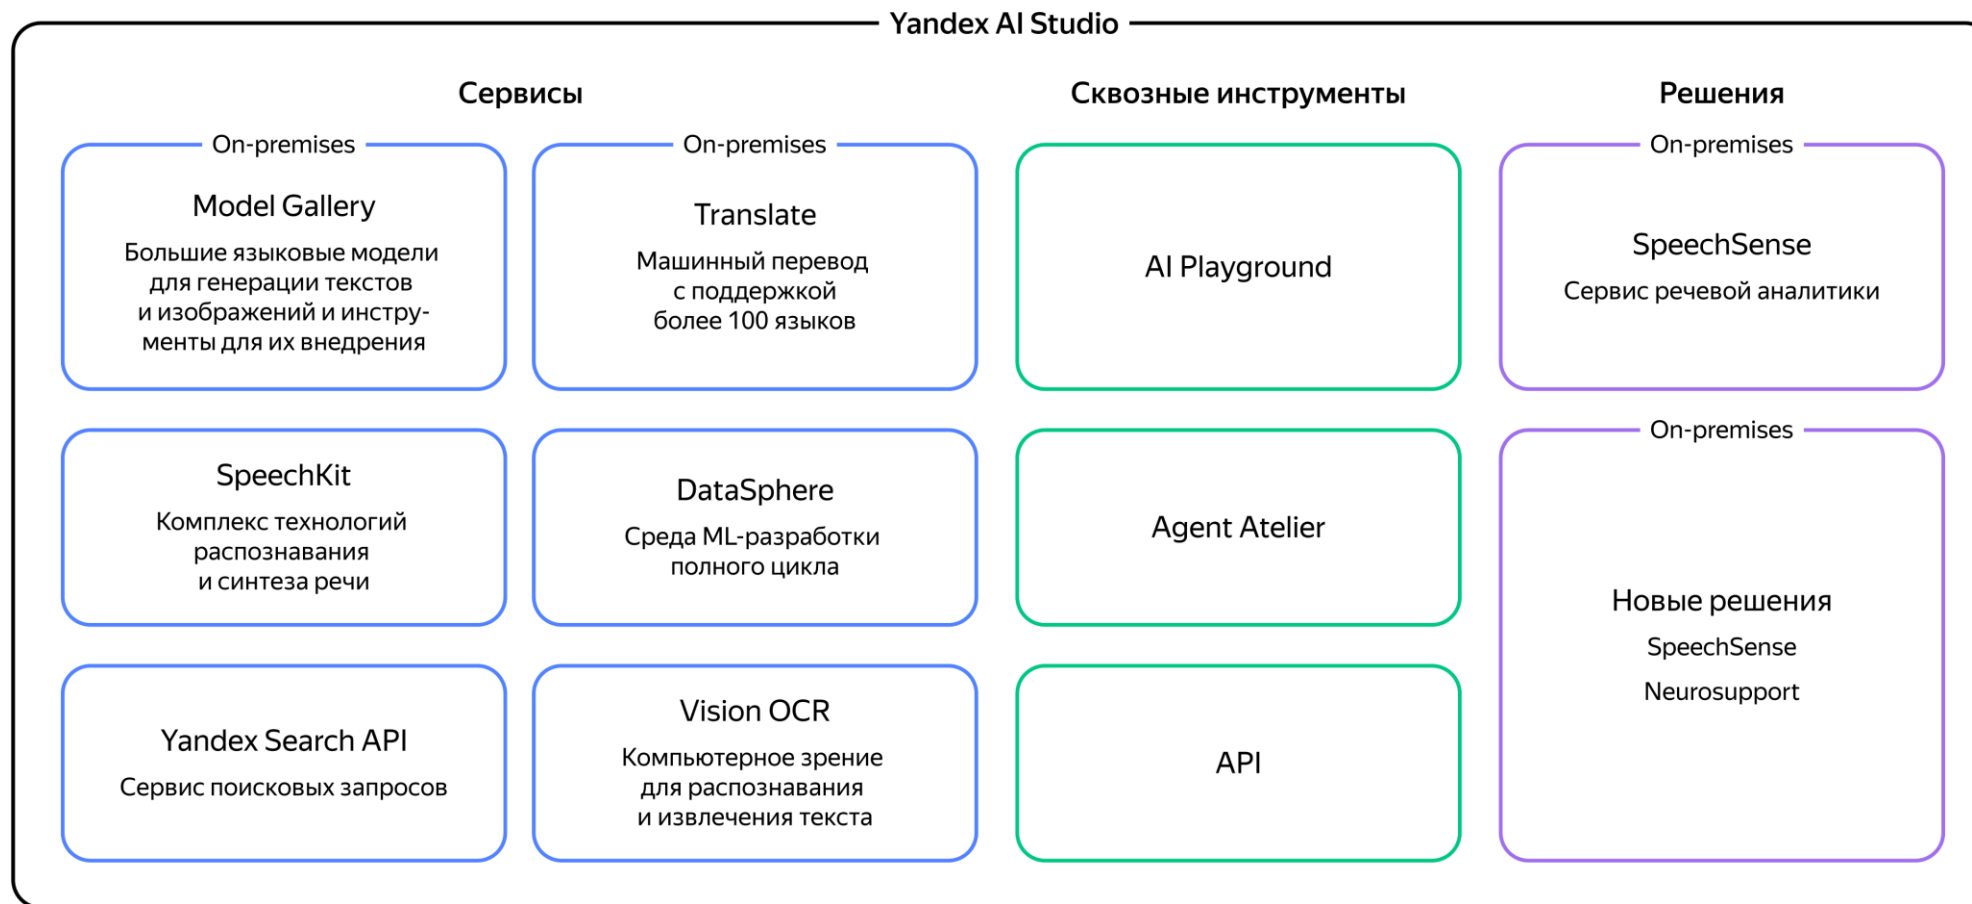 Yandex AI Studio
Сервисы
On-premises
Model Gallery
Большие языковые модели
для генерации текстов
и изображений и инстру-
менты для их внедрения
On-premises
Translate
Машинный перевод
с поддержкой
более 100 языков
SpeechKit
Комплекс технологий
распознавания
и синтеза речи
DataSphere
Среда ML-разработки
полного цикла
Yandex Search API
Сервис поисковых запросов
Vision OCR
Компьютерное зрение
для распознавания
и извлечения текста
Сквозные инструменты
AI Playground
Agent Atelier
API
Решения
On-premises
SpeechSense
Сервис речевой аналитики
On-premises
Новые решения
SpeechSense
Neurosupport